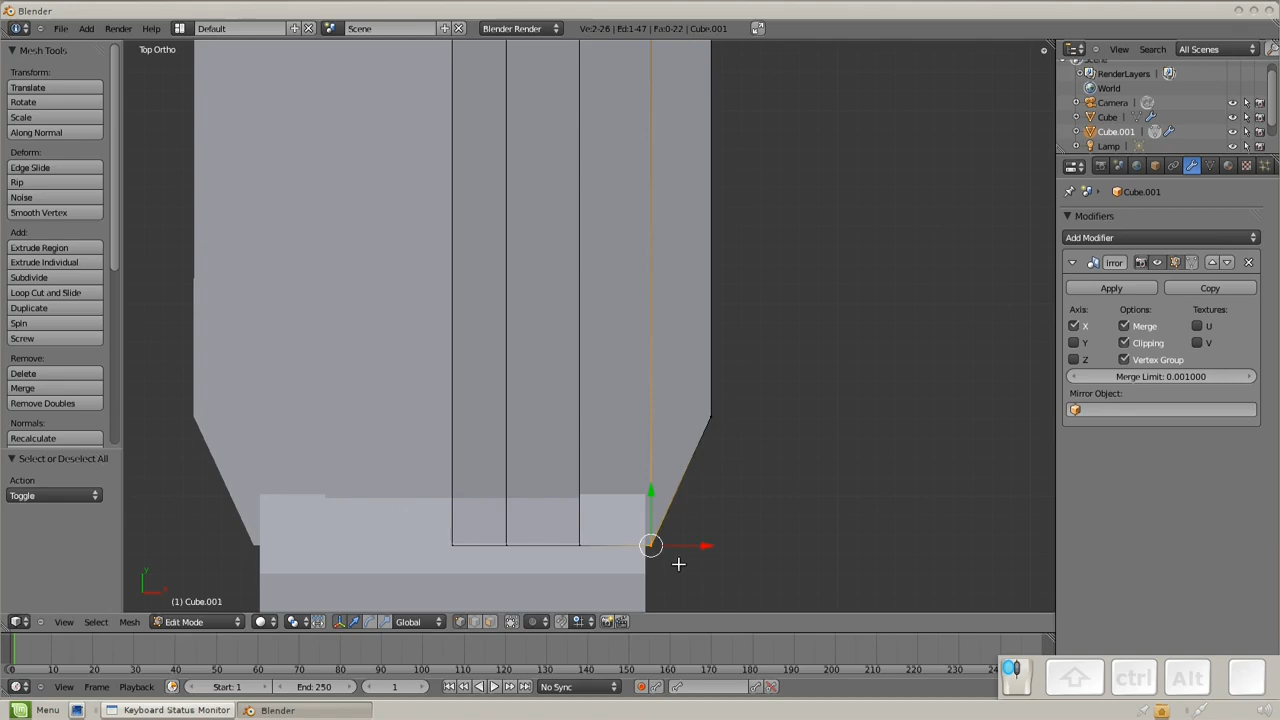 Blender
File Add Render Help Default Scene Blender Render Ve:2-26 | Ed:1-47 | Fa:0-22 | Cube.001
Mesh Tools
Transform:
Translate
Rotate
Scale
Along Normal
Deform:
Edge Slide
Rip
Noise
Smooth Vertex
Add:
Extrude Region
Extrude Individual
Subdivide
Loop Cut and Slide
Duplicate
Spin
Screw
Remove:
Delete
Merge
Remove Doubles
Normals:
Recalculate
Select or Deselect All
Action
Toggle
Top Ortho
y
x
(1) Cube.001
View Search All Scenes
Scene
RenderLayers
World
Camera
Cube
Cube.001
Lamp
Cube.001
Modifiers
Add Modifier
irror
Apply Copy
Axis: Options: Textures:
X Merge U
Y Clipping V
Z Vertex Group
Merge Limit: 0.001000
Mirror Object:
View Select Mesh Edit Mode Global
0 10 20 30 40 50 60 70 80 90 100 110 120 130 140 150 160 170 180 190 200 210 220 230 24
View Frame Playback Start: 1 End: 250 1 No Sync
ctrl Alt
Menu Keyboard Status Monitor Blender